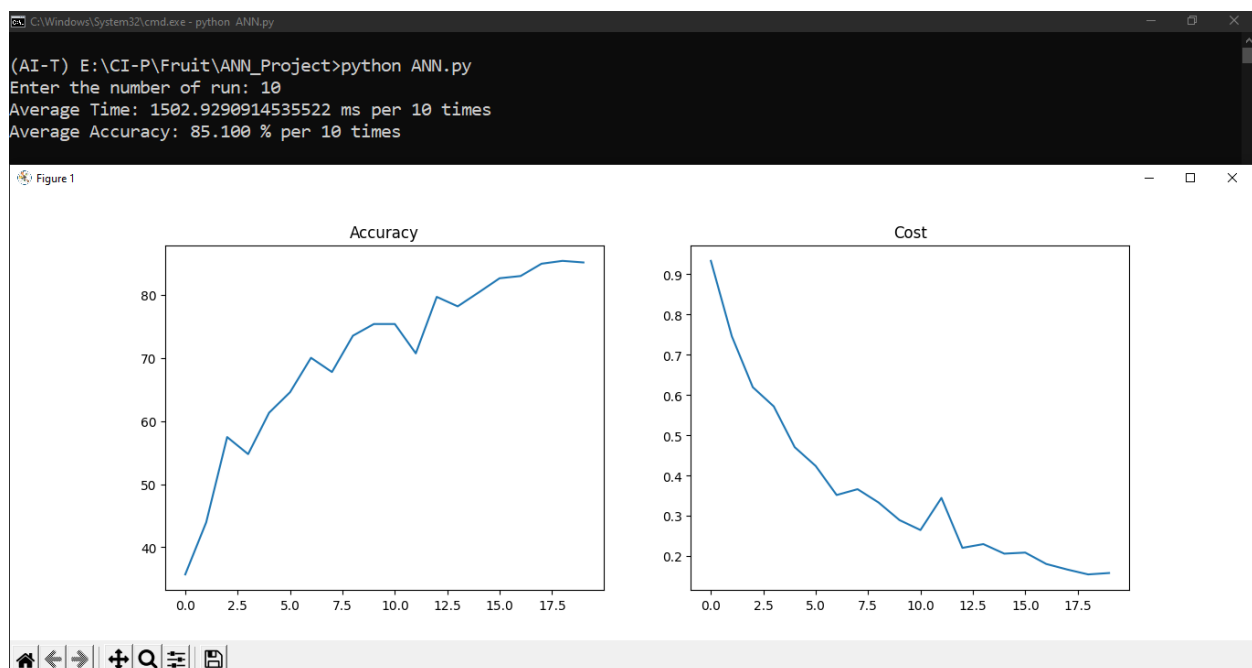 C:\Windows\System32\cmd.exe - python  ANN.py
(AI-T) E:\CI-P\Fruit\ANN_Project>python ANN.py
Enter the number of run: 10
Average Time: 1502.9290914535522 ms per 10 times
Average Accuracy: 85.100 % per 10 times
Figure 1
Accuracy
80
70
60
50
40
0.0 2.5 5.0 7.5 10.0 12.5 15.0 17.5
Cost
0.9
0.8
0.7
0.6
0.5
0.4
0.3
0.2
0.0 2.5 5.0 7.5 10.0 12.5 15.0 17.5